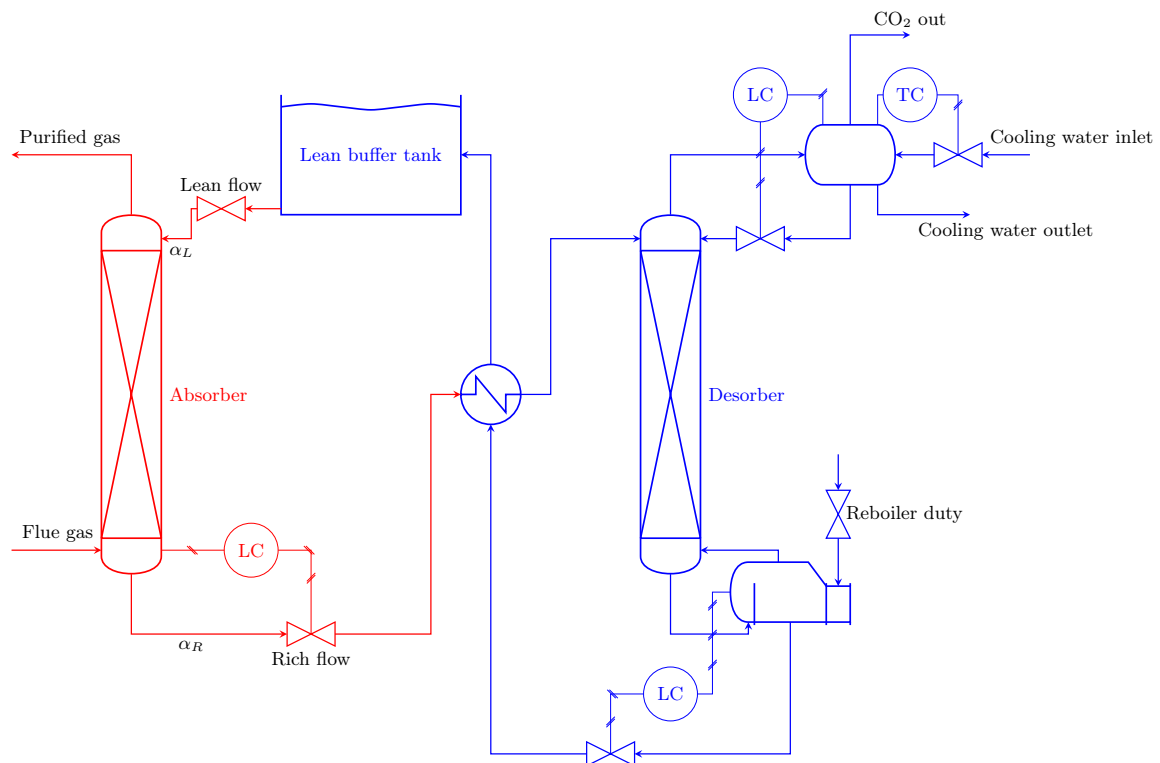 CO₂ out
LC
TC
Purified gas
Cooling water inlet
Lean buffer tank
Lean flow
Cooling water outlet
α_L
Absorber
Desorber
Reboiler duty
Flue gas
LC
α_R
Rich flow
LC